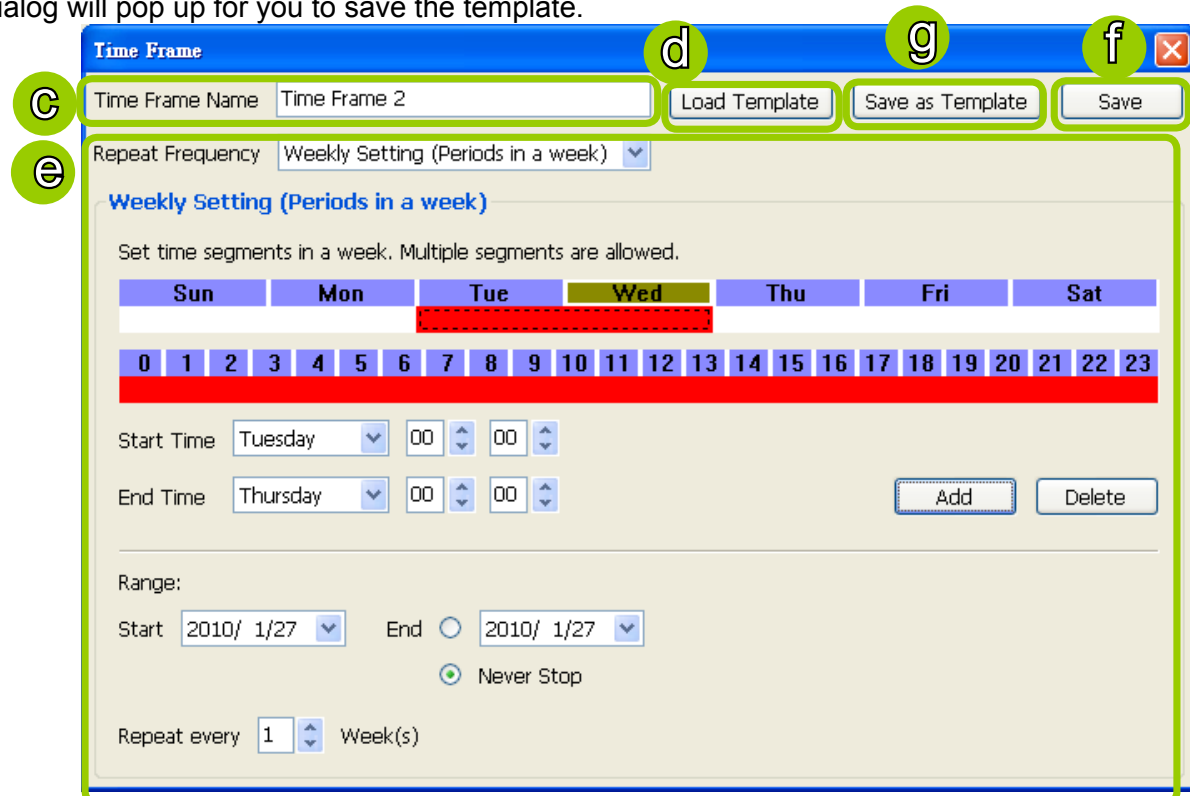 ialog will pop up for you to save the template.
d g f
Time Frame
c Time Frame Name Time Frame 2 Load Template Save as Template Save
e Repeat Frequency Weekly Setting (Periods in a week)
Weekly Setting (Periods in a week)
Set time segments in a week. Multiple segments are allowed.
Sun Mon Tue Wed Thu Fri Sat
0 1 2 3 4 5 6 7 8 9 10 11 12 13 14 15 16 17 18 19 20 21 22 23
Start Time Tuesday 00 00
End Time Thursday 00 00 Add Delete
Range:
Start 2010/ 1/27 End 2010/ 1/27
Never Stop
Repeat every 1 Week(s)